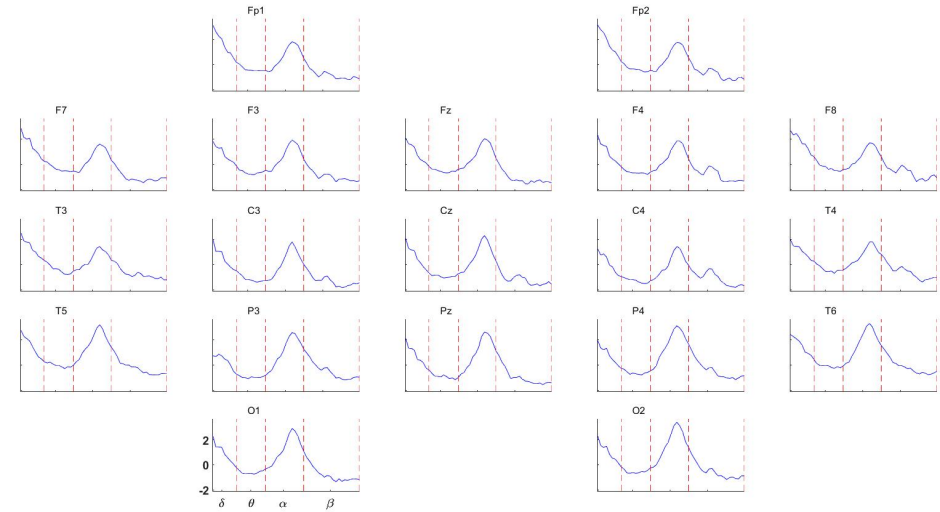 Fp1 Fp2
F7 F3 Fz F4 F8
T3 C3 Cz C4 T4
T5 P3 Pz P4 T6
O1 O2
2
0
-2
δ θ α β